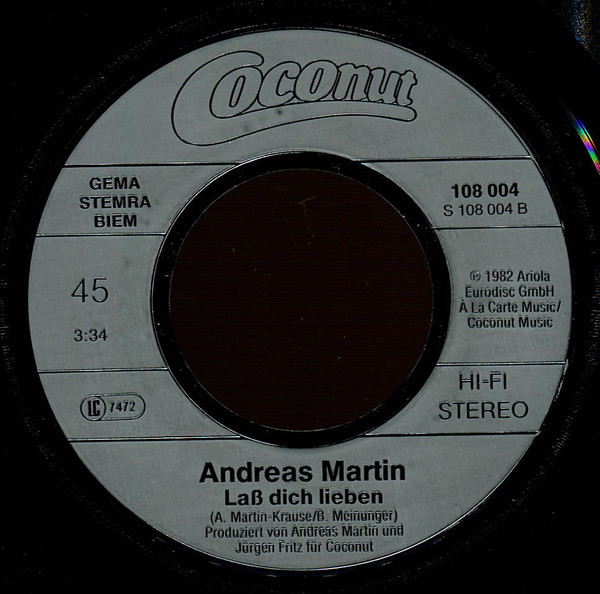 Coconut
GEMA
STEMRA
BIEM
108 004
S 108 004 B
45
3:34
℗ 1982 Ariola
Eurodisc GmbH
À La Carte Music/
Coconut Music
LC 7472
HI-FI
STEREO
Andreas Martin
Laß dich lieben
(A. Martin-Krause/B. Meinunger)
Produziert von Andreas Martin und
Jürgen Fritz für Coconut